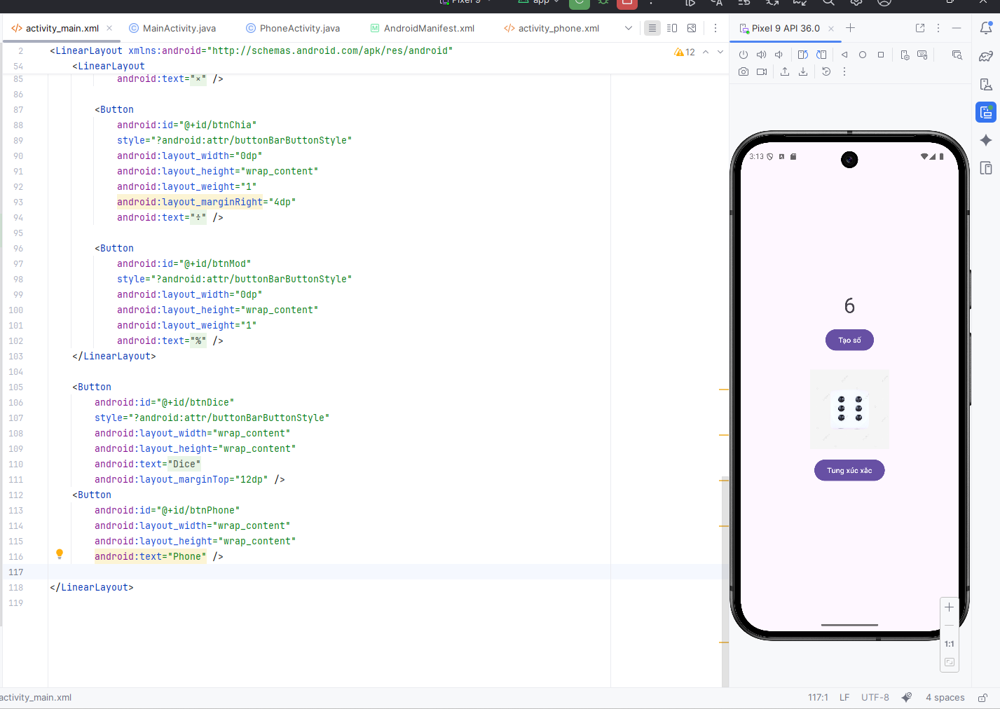 Pixel 9
app
activity_main.xml
MainActivity.java
PhoneActivity.java
AndroidManifest.xml
activity_phone.xml
Pixel 9 API 36.0
2 <LinearLayout xmlns:android="http://schemas.android.com/apk/res/android"
12
54 <LinearLayout
85 android:text="×" />
86
87 <Button
88 android:id="@+id/btnChia"
89 style="?android:attr/buttonBarButtonStyle"
90 android:layout_width="0dp"
91 android:layout_height="wrap_content"
92 android:layout_weight="1"
93 android:layout_marginRight="4dp"
94 android:text="÷" />
95
96 <Button
97 android:id="@+id/btnMod"
98 style="?android:attr/buttonBarButtonStyle"
99 android:layout_width="0dp"
100 android:layout_height="wrap_content"
101 android:layout_weight="1"
102 android:text="%" />
103 </LinearLayout>
104
105 <Button
106 android:id="@+id/btnDice"
107 style="?android:attr/buttonBarButtonStyle"
108 android:layout_width="wrap_content"
109 android:layout_height="wrap_content"
110 android:text="Dice"
111 android:layout_marginTop="12dp" />
112 <Button
113 android:id="@+id/btnPhone"
114 android:layout_width="wrap_content"
115 android:layout_height="wrap_content"
116 android:text="Phone" />
117
118 </LinearLayout>
119
3:13
6
Tạo số
Tung xúc xắc
1:1
activity_main.xml
117:1 LF UTF-8 4 spaces